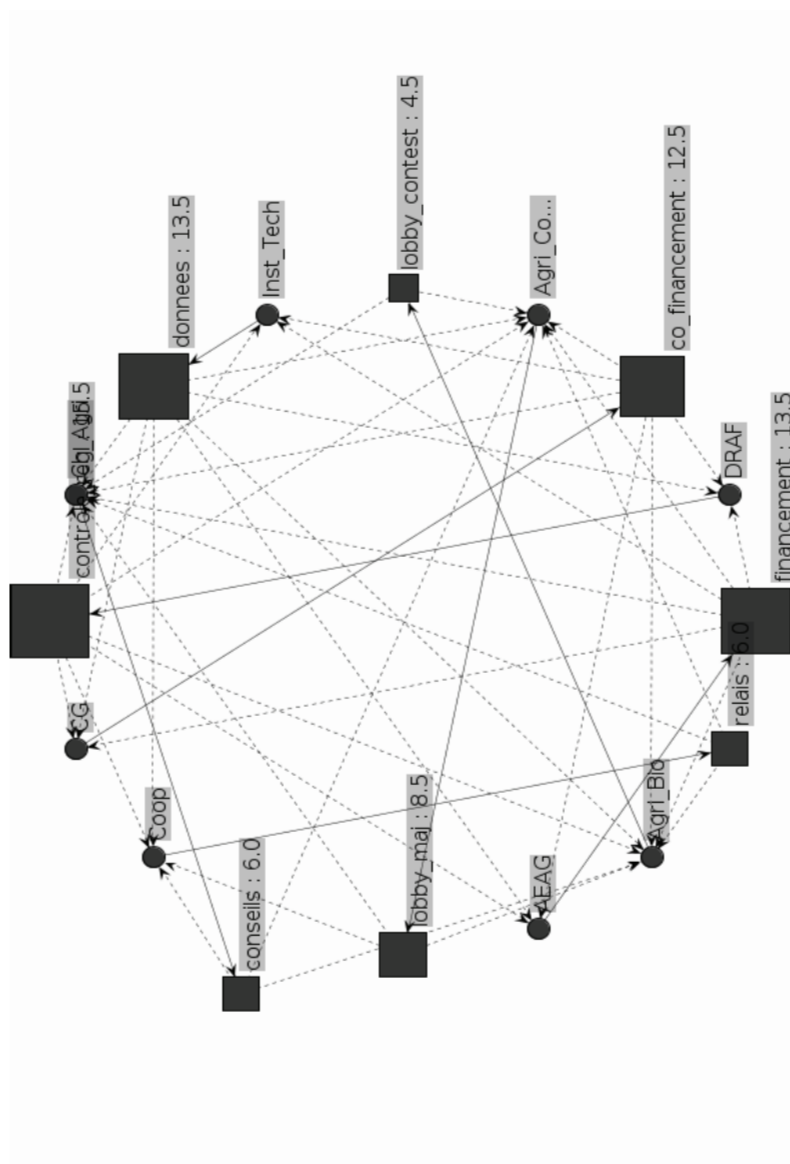 lobby_contest : 4.5
co_financement : 12.5
donnees : 13.5
Inst_Tech
Agri_Co...
DRAF
financement : 13.5
relais : 6.0
CG
Coop
Agri_Bio
conseils : 6.0
lobby_maj : 8.5
AEAG